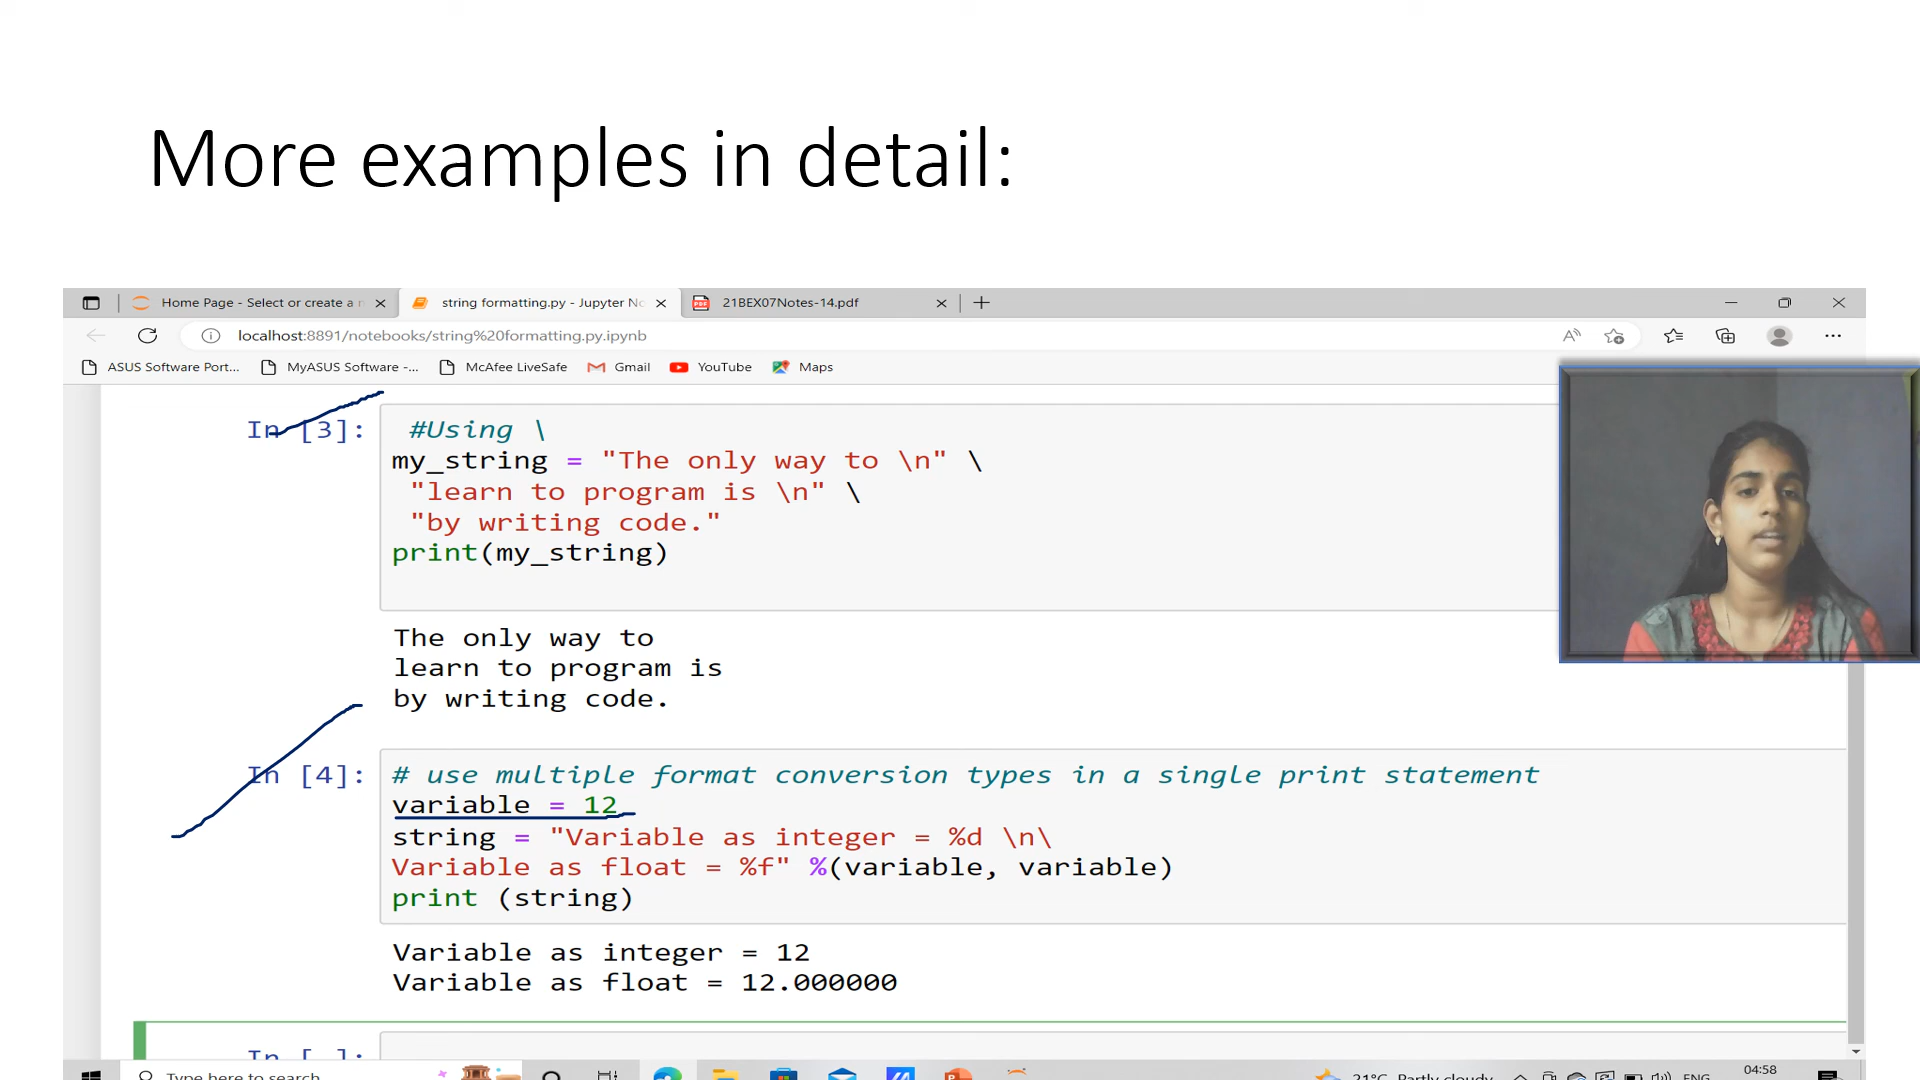 More examples in detail:
Home Page - Select or create a n
string formatting.py - Jupyter No
21BEX07Notes-14.pdf
localhost:8891/notebooks/string%20formatting.py.ipynb
ASUS Software Port...
MyASUS Software -...
McAfee LiveSafe
Gmail
YouTube
Maps
In [3]:
#Using \
my_string = "The only way to \n" \
"learn to program is \n" \
"by writing code."
print(my_string)
The only way to
learn to program is
by writing code.
In [4]:
# use multiple format conversion types in a single print statement
variable = 12
string = "Variable as integer = %d \n\
Variable as float = %f" %(variable, variable)
print (string)
Variable as integer = 12
Variable as float = 12.000000
In [ ]:
Type here to search
21°C Partly cloudy
ENG
04:58